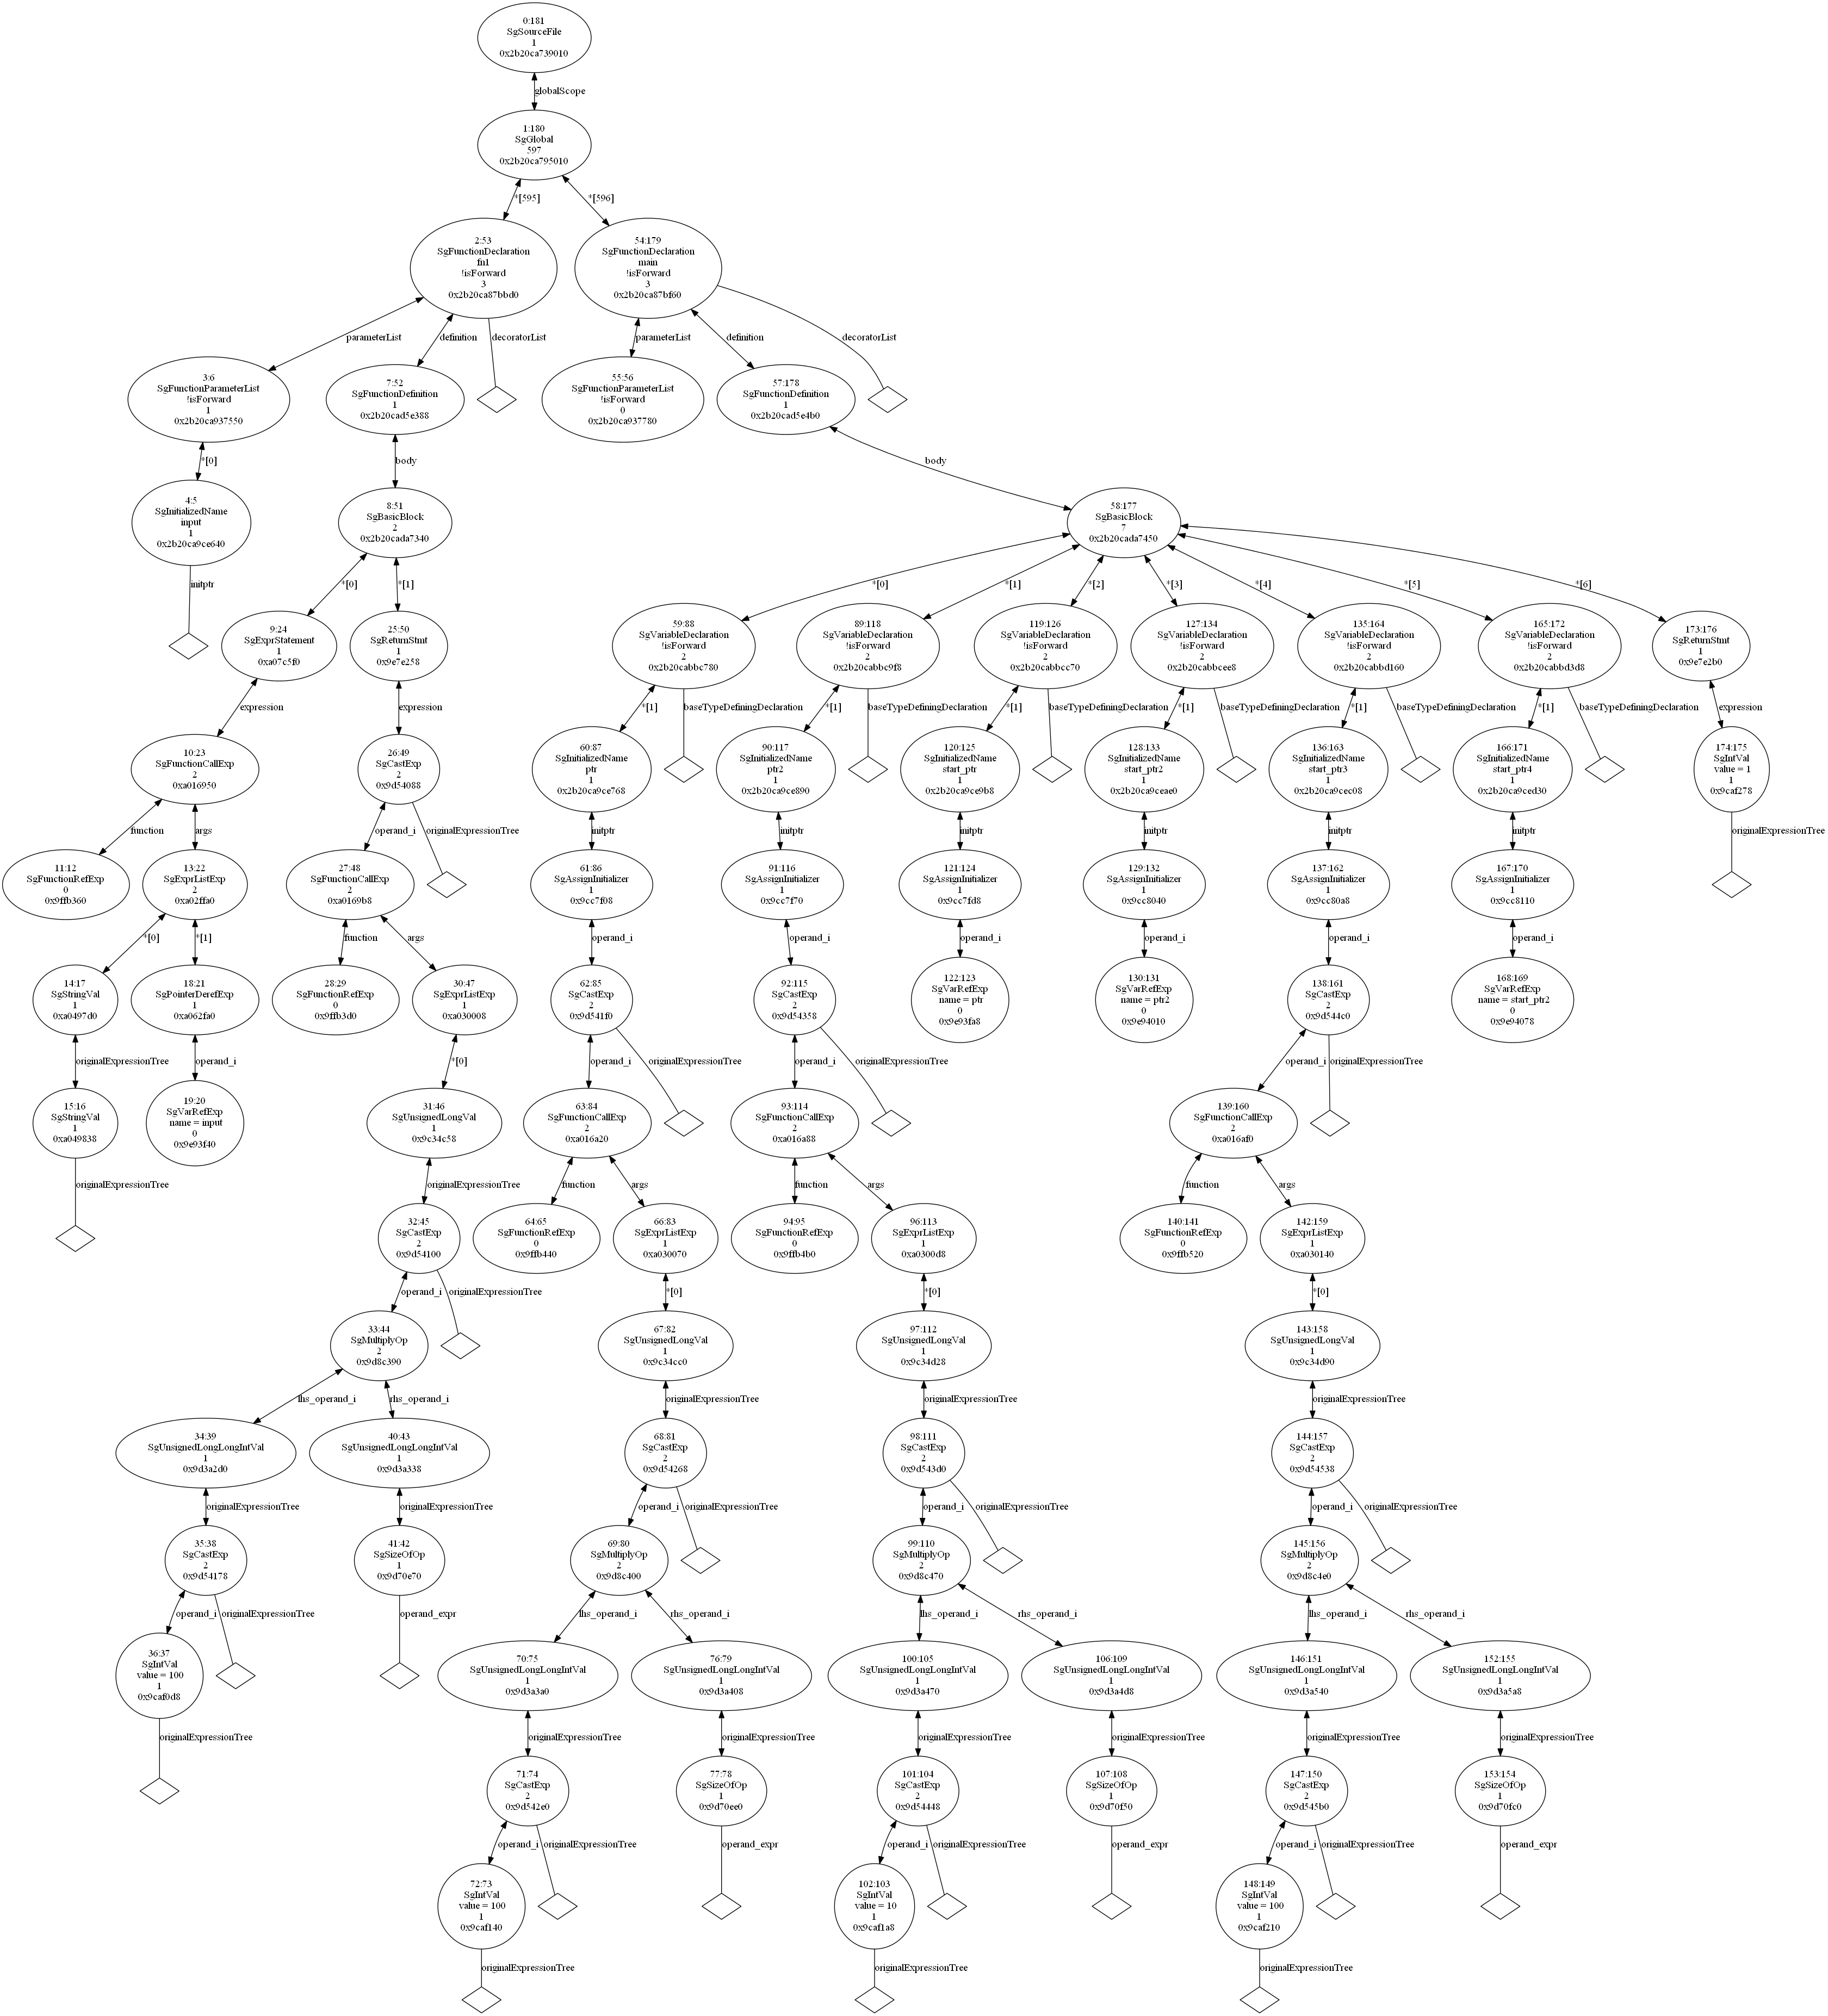 0:181
SgSourceFile
1
0x2b20ca739010
globalScope
1:180
SgGlobal
597
0x2b20ca795010
*[595]
*[596]
2:53
SgFunctionDeclaration
fn1
!isForward
3
0x2b20ca87bbd0
54:179
SgFunctionDeclaration
main
!isForward
3
0x2b20ca87bf60
parameterList
definition
decoratorList
parameterList
definition
decoratorList
3:6
SgFunctionParameterList
!isForward
1
0x2b20ca937550
7:52
SgFunctionDefinition
1
0x2b20cad5e388
55:56
SgFunctionParameterList
!isForward
0
0x2b20ca937780
57:178
SgFunctionDefinition
1
0x2b20cad5e4b0
*[0]
body
body
4:5
SgInitializedName
input
1
0x2b20ca9ce640
8:51
SgBasicBlock
2
0x2b20cada7340
58:177
SgBasicBlock
7
0x2b20cada7450
initptr
*[0]
*[1]
*[0]
*[1]
*[2]
*[3]
*[4]
*[5]
*[6]
9:24
SgExprStatement
1
0xa07c5f0
25:50
SgReturnStmt
1
0x9e7e258
59:88
SgVariableDeclaration
!isForward
2
0x2b20cabbc780
89:118
SgVariableDeclaration
!isForward
2
0x2b20cabbc9f8
119:126
SgVariableDeclaration
!isForward
2
0x2b20cabbcc70
127:134
SgVariableDeclaration
!isForward
2
0x2b20cabbcee8
135:164
SgVariableDeclaration
!isForward
2
0x2b20cabbd160
165:172
SgVariableDeclaration
!isForward
2
0x2b20cabbd3d8
173:176
SgReturnStmt
1
0x9e7e2b0
expression
expression
*[1]
baseTypeDefiningDeclaration
*[1]
baseTypeDefiningDeclaration
*[1]
baseTypeDefiningDeclaration
*[1]
baseTypeDefiningDeclaration
*[1]
baseTypeDefiningDeclaration
*[1]
baseTypeDefiningDeclaration
expression
10:23
SgFunctionCallExp
2
0xa016950
26:49
SgCastExp
2
0x9d54088
60:87
SgInitializedName
ptr
1
0x2b20ca9ce768
90:117
SgInitializedName
ptr2
1
0x2b20ca9ce890
120:125
SgInitializedName
start_ptr
1
0x2b20ca9ce9b8
128:133
SgInitializedName
start_ptr2
1
0x2b20ca9ceae0
136:163
SgInitializedName
start_ptr3
1
0x2b20ca9cec08
166:171
SgInitializedName
start_ptr4
1
0x2b20ca9ced30
174:175
SgIntVal
value = 1
1
0x9caf278
function
args
operand_i
originalExpressionTree
initptr
initptr
initptr
initptr
initptr
initptr
originalExpressionTree
11:12
SgFunctionRefExp
0
0x9ffb360
13:22
SgExprListExp
2
0xa02ffa0
27:48
SgFunctionCallExp
2
0xa0169b8
61:86
SgAssignInitializer
1
0x9cc7f08
91:116
SgAssignInitializer
1
0x9cc7f70
121:124
SgAssignInitializer
1
0x9cc7fd8
129:132
SgAssignInitializer
1
0x9cc8040
137:162
SgAssignInitializer
1
0x9cc80a8
167:170
SgAssignInitializer
1
0x9cc8110
*[0]
*[1]
function
args
operand_i
operand_i
operand_i
operand_i
operand_i
operand_i
14:17
SgStringVal
1
0xa0497d0
18:21
SgPointerDerefExp
1
0xa062fa0
28:29
SgFunctionRefExp
0
0x9ffb3d0
30:47
SgExprListExp
1
0xa030008
62:85
SgCastExp
2
0x9d541f0
92:115
SgCastExp
2
0x9d54358
122:123
SgVarRefExp
name = ptr
0
0x9e93fa8
130:131
SgVarRefExp
name = ptr2
0
0x9e94010
138:161
SgCastExp
2
0x9d544c0
168:169
SgVarRefExp
name = start_ptr2
0
0x9e94078
originalExpressionTree
operand_i
*[0]
operand_i
originalExpressionTree
operand_i
originalExpressionTree
operand_i
originalExpressionTree
15:16
SgStringVal
1
0xa049838
19:20
SgVarRefExp
name = input
0
0x9e93f40
31:46
SgUnsignedLongVal
1
0x9c34c58
63:84
SgFunctionCallExp
2
0xa016a20
93:114
SgFunctionCallExp
2
0xa016a88
139:160
SgFunctionCallExp
2
0xa016af0
originalExpressionTree
originalExpressionTree
function
args
function
args
function
args
32:45
SgCastExp
2
0x9d54100
64:65
SgFunctionRefExp
0
0x9ffb440
66:83
SgExprListExp
1
0xa030070
94:95
SgFunctionRefExp
0
0x9ffb4b0
96:113
SgExprListExp
1
0xa0300d8
140:141
SgFunctionRefExp
0
0x9ffb520
142:159
SgExprListExp
1
0xa030140
operand_i
originalExpressionTree
*[0]
*[0]
*[0]
33:44
SgMultiplyOp
2
0x9d8c390
67:82
SgUnsignedLongVal
1
0x9c34cc0
97:112
SgUnsignedLongVal
1
0x9c34d28
143:158
SgUnsignedLongVal
1
0x9c34d90
lhs_operand_i
rhs_operand_i
originalExpressionTree
originalExpressionTree
originalExpressionTree
34:39
SgUnsignedLongLongIntVal
1
0x9d3a2d0
40:43
SgUnsignedLongLongIntVal
1
0x9d3a338
68:81
SgCastExp
2
0x9d54268
98:111
SgCastExp
2
0x9d543d0
144:157
SgCastExp
2
0x9d54538
originalExpressionTree
originalExpressionTree
operand_i
originalExpressionTree
operand_i
originalExpressionTree
operand_i
originalExpressionTree
35:38
SgCastExp
2
0x9d54178
41:42
SgSizeOfOp
1
0x9d70e70
69:80
SgMultiplyOp
2
0x9d8c400
99:110
SgMultiplyOp
2
0x9d8c470
145:156
SgMultiplyOp
2
0x9d8c4e0
operand_i
originalExpressionTree
operand_expr
lhs_operand_i
rhs_operand_i
lhs_operand_i
rhs_operand_i
lhs_operand_i
rhs_operand_i
36:37
SgIntVal
value = 100
1
0x9caf0d8
70:75
SgUnsignedLongLongIntVal
1
0x9d3a3a0
76:79
SgUnsignedLongLongIntVal
1
0x9d3a408
100:105
SgUnsignedLongLongIntVal
1
0x9d3a470
106:109
SgUnsignedLongLongIntVal
1
0x9d3a4d8
146:151
SgUnsignedLongLongIntVal
1
0x9d3a540
152:155
SgUnsignedLongLongIntVal
1
0x9d3a5a8
originalExpressionTree
originalExpressionTree
originalExpressionTree
originalExpressionTree
originalExpressionTree
originalExpressionTree
originalExpressionTree
71:74
SgCastExp
2
0x9d542e0
77:78
SgSizeOfOp
1
0x9d70ee0
101:104
SgCastExp
2
0x9d54448
107:108
SgSizeOfOp
1
0x9d70f50
147:150
SgCastExp
2
0x9d545b0
153:154
SgSizeOfOp
1
0x9d70fc0
operand_i
originalExpressionTree
operand_expr
operand_i
originalExpressionTree
operand_expr
operand_i
originalExpressionTree
operand_expr
72:73
SgIntVal
value = 100
1
0x9caf140
102:103
SgIntVal
value = 10
1
0x9caf1a8
148:149
SgIntVal
value = 100
1
0x9caf210
originalExpressionTree
originalExpressionTree
originalExpressionTree